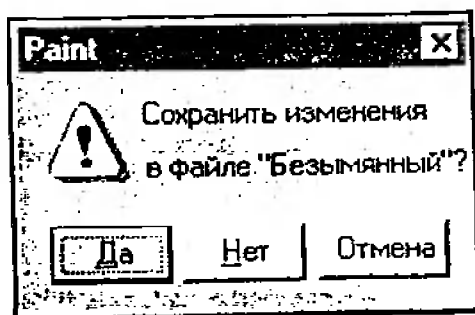 Paint
Сохранить изменения
в файле "Безымянный"?
Да Нет Отмена